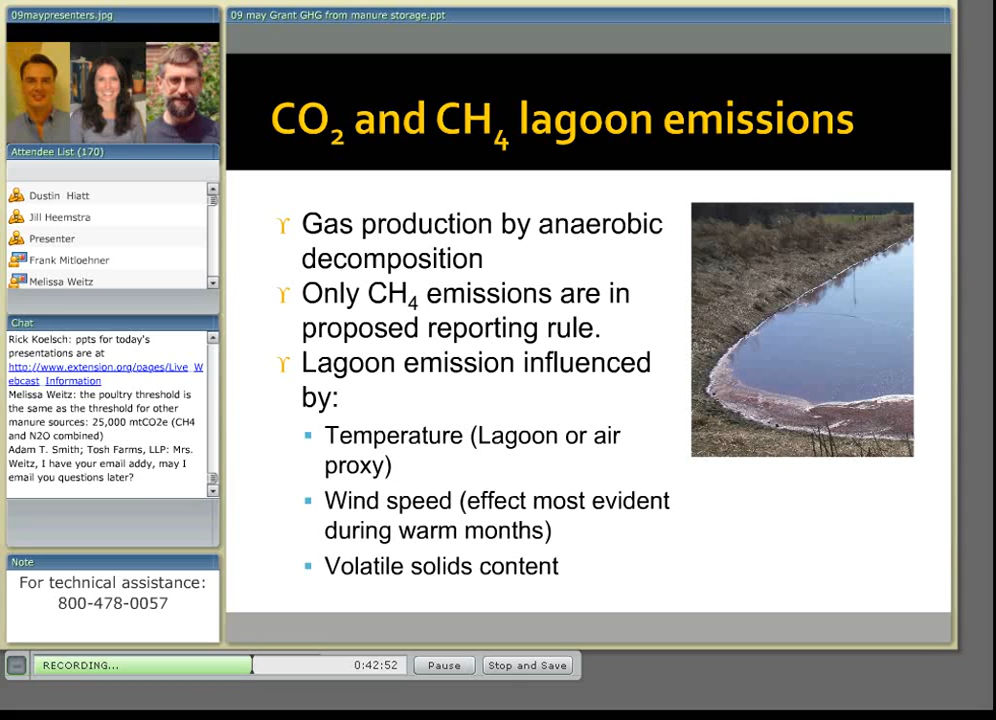 09maypresenters.jpg
Attendee List (170)
Dustin Hiatt
Jill Heemstra
Presenter
Frank Mitloehner
Melissa Weitz
Chat
Rick Koelsch: ppts for today's
presentations are at
http://www.extension.org/pages/Live_W
ebcast_Information
Melissa Weitz: the poultry threshold is
the same as the threshold for other
manure sources: 25,000 mtCO2e (CH4
and N2O combined)
Adam T. Smith; Tosh Farms, LLP: Mrs.
Weitz, I have your email addy, may I
email you questions later?
Note
For technical assistance:
800-478-0057
09 may Grant GHG from manure storage.ppt
CO2 and CH4 lagoon emissions
Gas production by anaerobic
decomposition
Only CH4 emissions are in
proposed reporting rule.
Lagoon emission influenced
by:
Temperature (Lagoon or air
proxy)
Wind speed (effect most evident
during warm months)
Volatile solids content
RECORDING...
0:42:52
Pause
Stop and Save